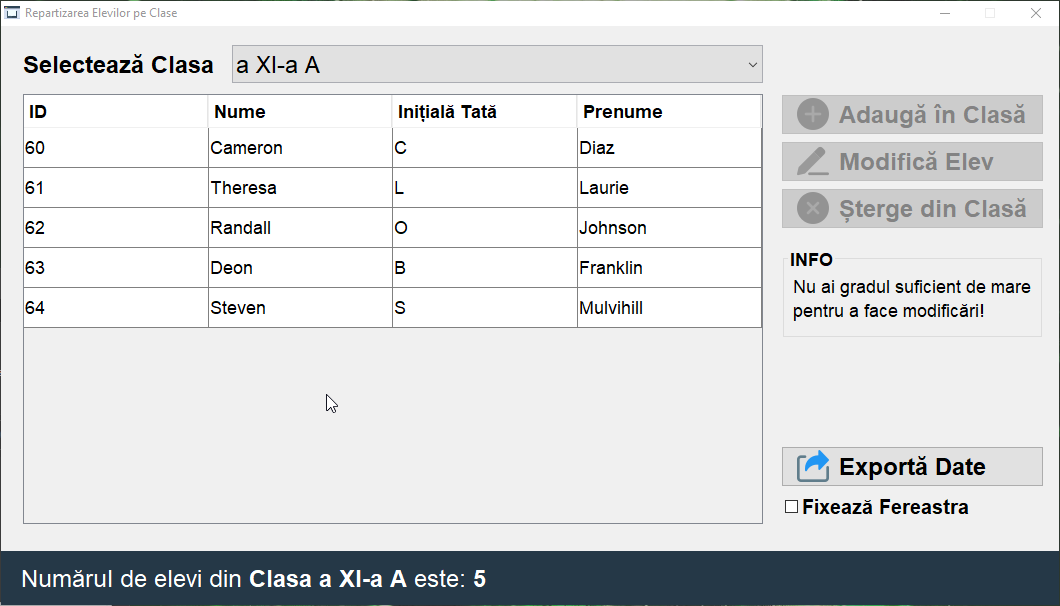 Repartizarea Elevilor pe Clase
Selectează Clasa a XI-a A
ID Nume Inițială Tată Prenume
60 Cameron C Diaz
61 Theresa L Laurie
62 Randall O Johnson
63 Deon B Franklin
64 Steven S Mulvihill
Adaugă în Clasă
Modifică Elev
Șterge din Clasă
INFO
Nu ai gradul suficient de mare
pentru a face modificări!
Exportă Date
Fixează Fereastra
Numărul de elevi din Clasa a XI-a A este: 5